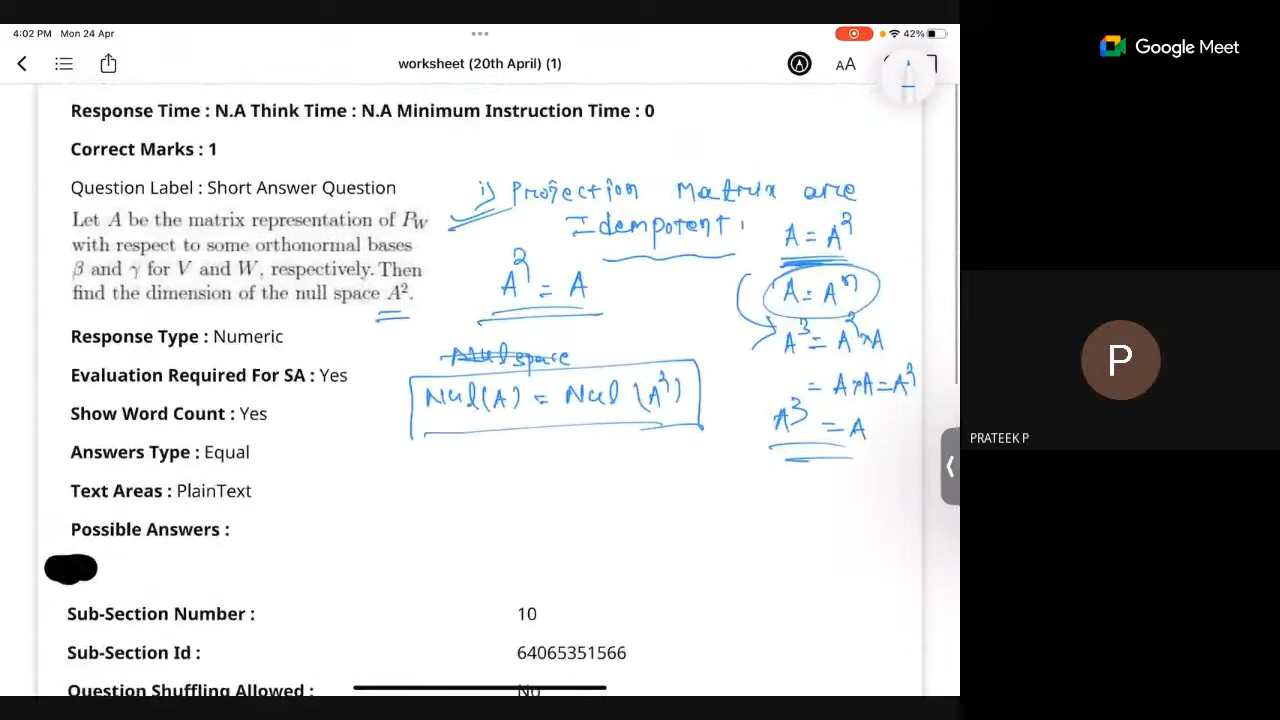 4:02 PM Mon 24 Apr
42%
worksheet (20th April) (1)
AA
Google Meet
Response Time : N.A Think Time : N.A Minimum Instruction Time : 0
Correct Marks : 1
Question Label : Short Answer Question
Let A be the matrix representation of P_W
with respect to some orthonormal bases
β and γ for V and W, respectively. Then
find the dimension of the null space A².
i) Projection Matrix are
Idempotent.
A² = A
A = A²
A = Aⁿ
A³ = A² × A
= A × A = A²
A³ = A
Nul(A) = Nul (A²)
Response Type : Numeric
Evaluation Required For SA : Yes
Show Word Count : Yes
Answers Type : Equal
Text Areas : PlainText
Possible Answers :
Sub-Section Number : 10
Sub-Section Id : 64065351566
Question Shuffling Allowed : No
P
PRATEEK P